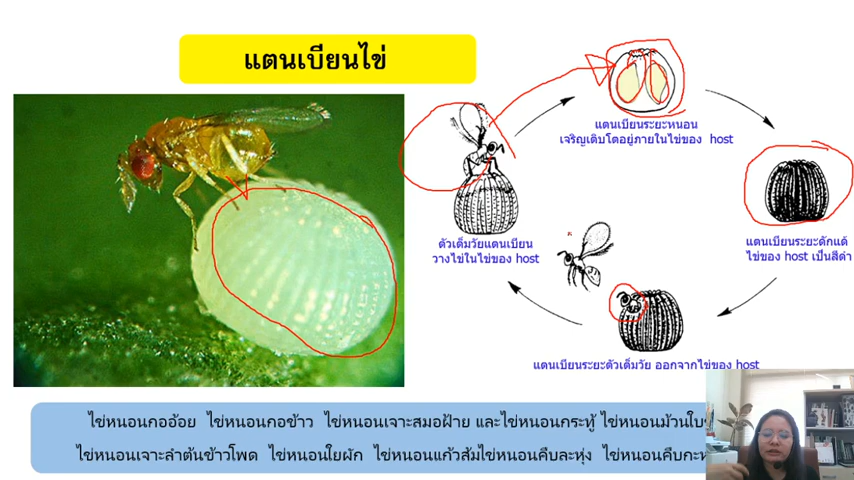 แตนเบียนไข่
แตนเบียนระยะหนอน
เจริญเติบโตอยู่ภายในไข่ของ host
ตัวเต็มวัยแตนเบียน
วางไข่ในไข่ของ host
แตนเบียนระยะดักแด้
ไข่ของ host เป็นสีดำ
แตนเบียนระยะตัวเต็มวัย ออกจากไข่ของ host
ไข่หนอนกออ้อย ไข่หนอนกอข้าว ไข่หนอนเจาะสมอฝ้าย และไข่หนอนกระทู้ ไข่หนอนม้วนใบ
ไข่หนอนเจาะลำต้นข้าวโพด ไข่หนอนใยผัก ไข่หนอนแก้วส้มไข่หนอนคืบละหุ่ง ไข่หนอนคืบกะ